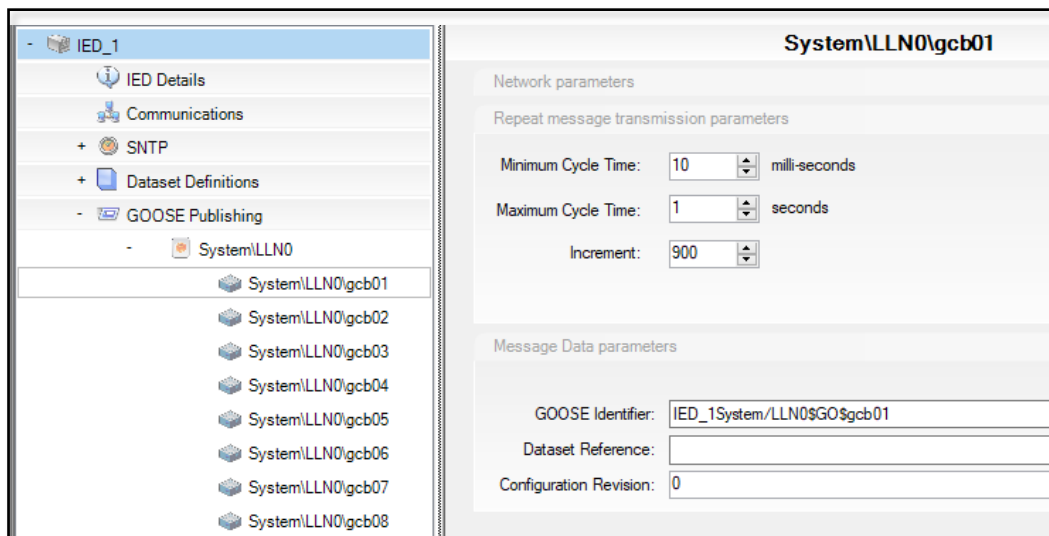 IED_1
IED Details
Communications
+ SNTP
+ Dataset Definitions
- GOOSE Publishing
- System\LLN0
System\LLN0\gcb01
System\LLN0\gcb02
System\LLN0\gcb03
System\LLN0\gcb04
System\LLN0\gcb05
System\LLN0\gcb06
System\LLN0\gcb07
System\LLN0\gcb08
System\LLN0\gcb01
Network parameters
Repeat message transmission parameters
Minimum Cycle Time: 10 milli-seconds
Maximum Cycle Time: 1 seconds
Increment: 900
Message Data parameters
GOOSE Identifier: IED_1System/LLN0$GO$gcb01
Dataset Reference:
Configuration Revision: 0